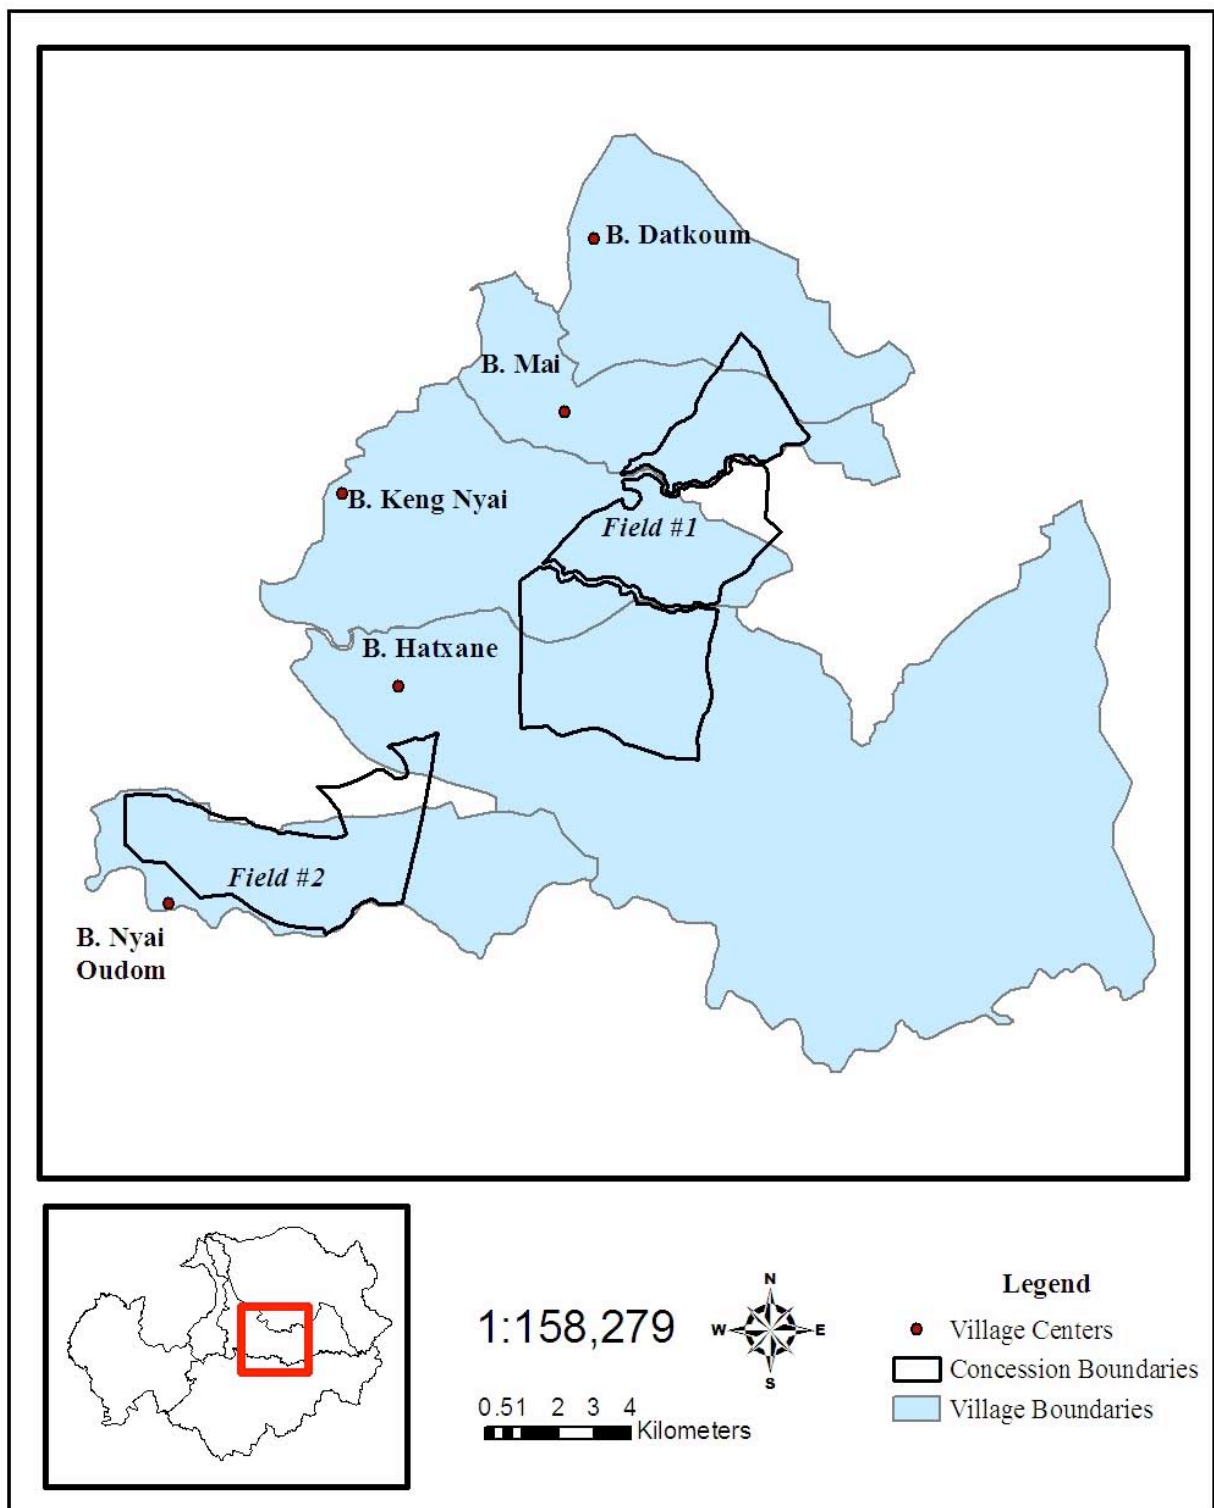 B. Datkoum
B. Mai
B. Keng Nyai
Field #1
B. Hatxane
Field #2
B. Nyai
Oudom
1:158,279
N
W E
S
0.51 2 3 4
Kilometers
Legend
Village Centers
Concession Boundaries
Village Boundaries